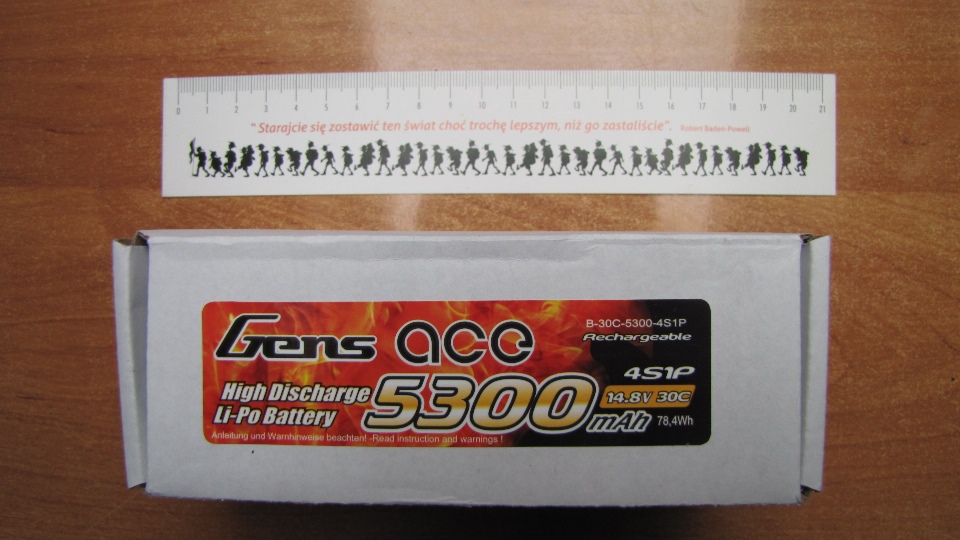 0 1 2 3 4 5 6 7 8 9 10 11 12 13 14 15 16 17 18 19 20 21
"Starajcie się zostawić ten świat choć trochę lepszym, niż go zastaliście". Robert Baden-Powell
B-30C-5300-4S1P
Gens ace Rechargeable
4S1P
High Discharge 5300 14.8V 30C
Li-Po Battery mAh 78,4Wh
Anleitung und Warnhinweise beachten! -Read instruction and warnings !